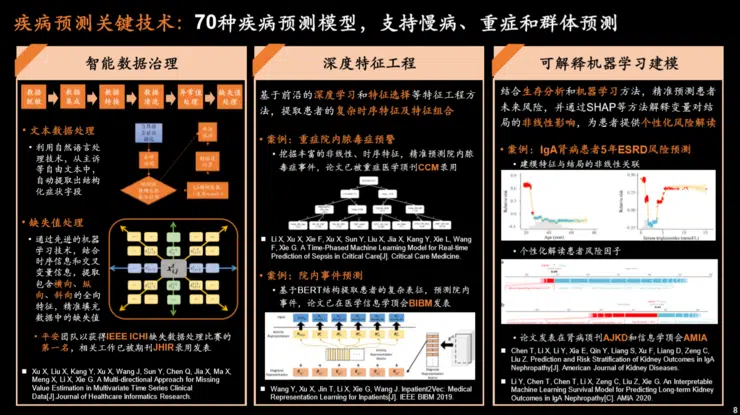 疾病预测关键技术：70种疾病预测模型，支持慢病、重症和群体预测
智能数据治理
数据
集成
数据
转换
异常值
处理
缺失值
处理
• 文本数据处理
• 利用自然语言处
理技术，从主诉
等自由文本中，
自动提取出结构
化症状字段
• 缺失值处理
• 通过先进的机器
学习技术，结合
时序信息和交叉
变量信息，提取
包含横向、纵
向、斜向的全向
特征，精准填充
数据中的缺失值
• 平安团队以获得IEEE ICHI缺失数据处理比赛的
第一名，相关工作已被期刊JHIR录用发表
Xu X, Liu X, Kang Y, Xu X, Wang J, Sun Y, Chen Q, Jia X, Ma X,
Meng X, Li X, Xie G. A Multi-directional Approach for Missing
Value Estimation in Multivariate Time Series Clinical
Data[J].Journal of Healthcare Informatics Research.
深度特征工程
基于前沿的深度学习和特征选择等特征工程方
法，提取患者的复杂时序特征及特征组合
• 案例：重症院内脓毒症预警
• 挖掘丰富的非线性、时序特征，精准预测院内脓
毒症事件，论文已被重症医学顶刊CCM录用
Li X, Xu X, Xie F, Xu X, Sun Y, Liu X, Jia X, Kang Y, Xie L, Wang
F, Xie G. A Time-Phased Machine Learning Model for Real-time
Prediction of Sepsis in Critical Care[J]. Critical Care Medicine.
• 案例：院内事件预测
• 基于BERT结构提取患者的复杂表征，预测院内事
件，论文已在医学信息学顶会BIBM发表
Wang Y, Xu X, Jin T, Li X, Xie G, Wang J. Inpatient2Vec: Medical
Representation Learning for Inpatients[J]. IEEE BIBM 2019.
可解释机器学习建模
结合生存分析和机器学习方法，精准预测患者
未来风险，并通过SHAP等方法解释变量对结
局的非线性影响，为患者提供个性化风险解读
• 案例：IgA肾病患者5年ESRD风险预测
• 建模特征与结局的非线性关联
Relative risk
Age (year)
Relative risk
Serum triglycerides (mmol/L)
• 个性化解读患者风险因子
• 论文发表在肾病顶刊AJKD和信息学顶会AMIA
Chen T, Li X, Li Y, Xia E, Qin Y, Liang S, Xu F, Liang D, Zeng C,
Liu Z. Prediction and Risk Stratification of Kidney Outcomes in IgA
Nephropathy[J]. American Journal of Kidney Diseases.
Li Y, Chen T, Chen T, Li X, Zeng C, Liu Z, Xie G. An Interpretable
Machine Learning Survival Model for Predicting Long-term Kidney
Outcomes in IgA Nephropathy[C]. AMIA 2020.
8